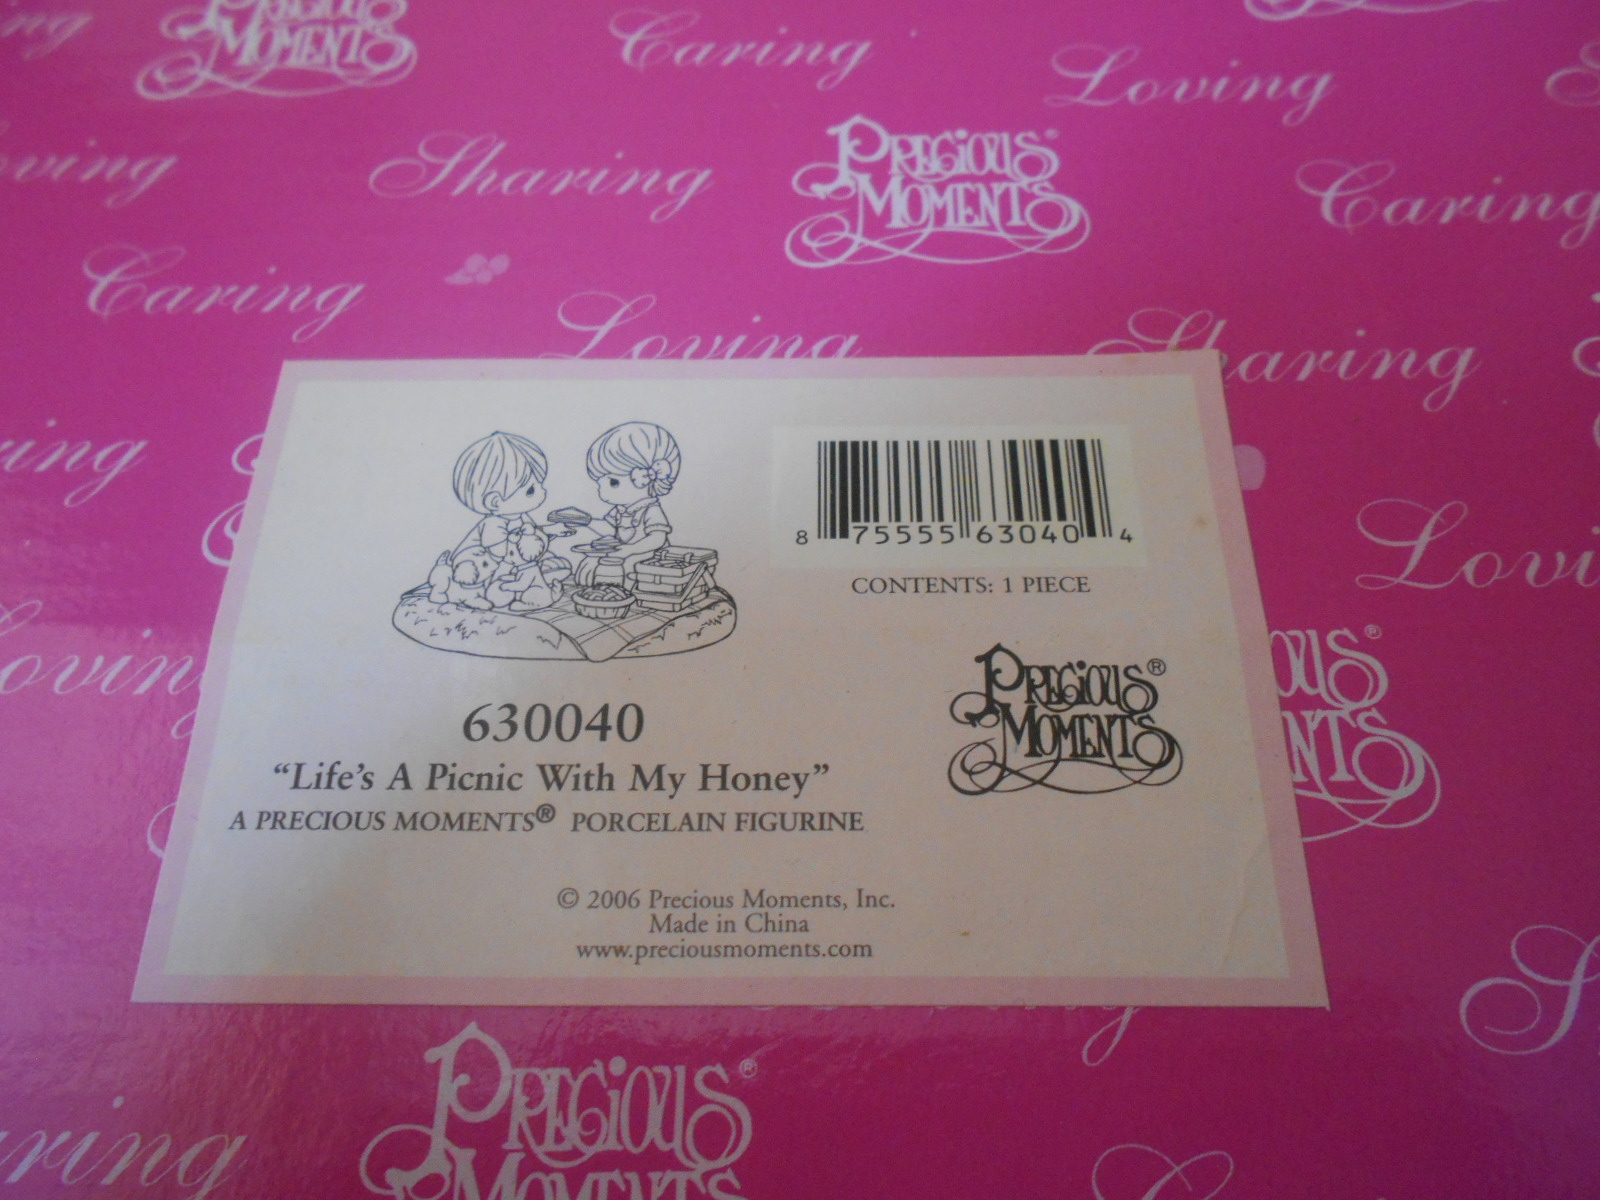 PRECIOUS
MOMENTS
Caring
Loving
Sharing
PRECIOUS®
MOMENTS
Caring
Caring
Loving
Sharing
8 75555 63040 4
CONTENTS: 1 PIECE
PRECIOUS®
MOMENTS
630040
"Life's A Picnic With My Honey"
A PRECIOUS MOMENTS® PORCELAIN FIGURINE
© 2006 Precious Moments, Inc.
Made in China
www.preciousmoments.com
PRECIOUS®
MOMENTS